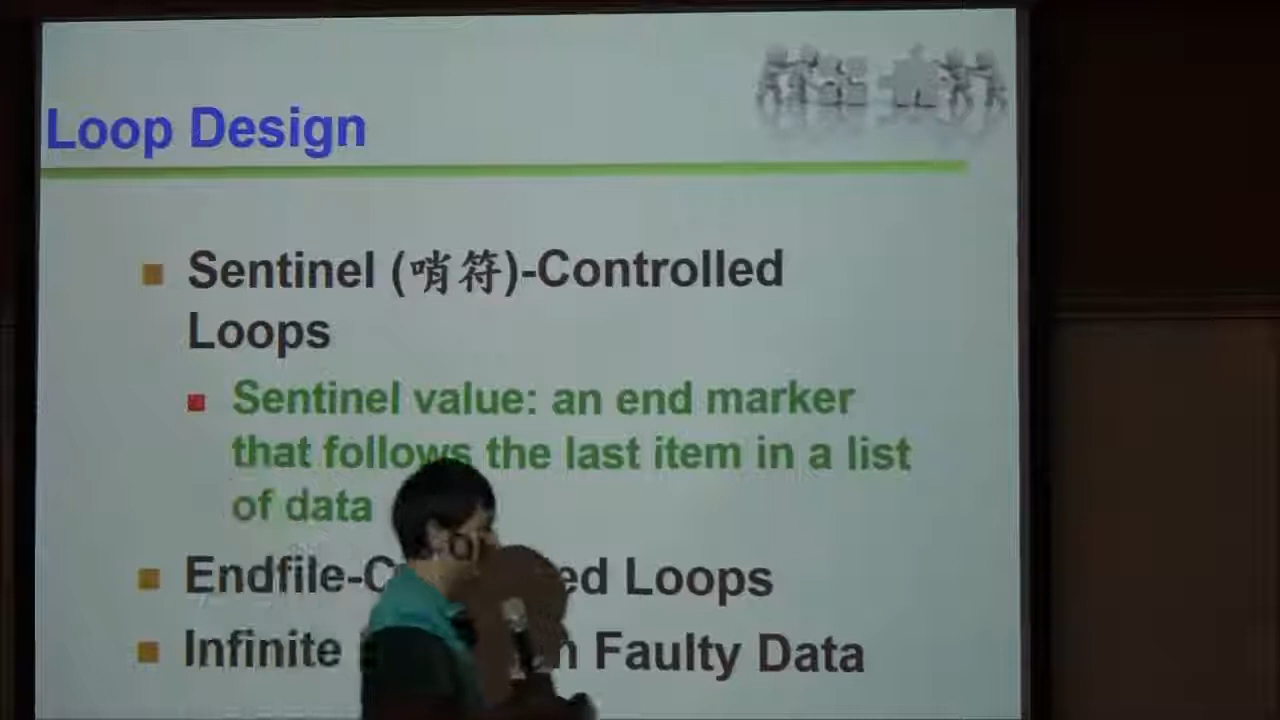 Loop Design
Sentinel (哨符)-Controlled
Loops
Sentinel value: an end marker
that follows the last item in a list
of data
Endfile- Loops
Infinite Faulty Data